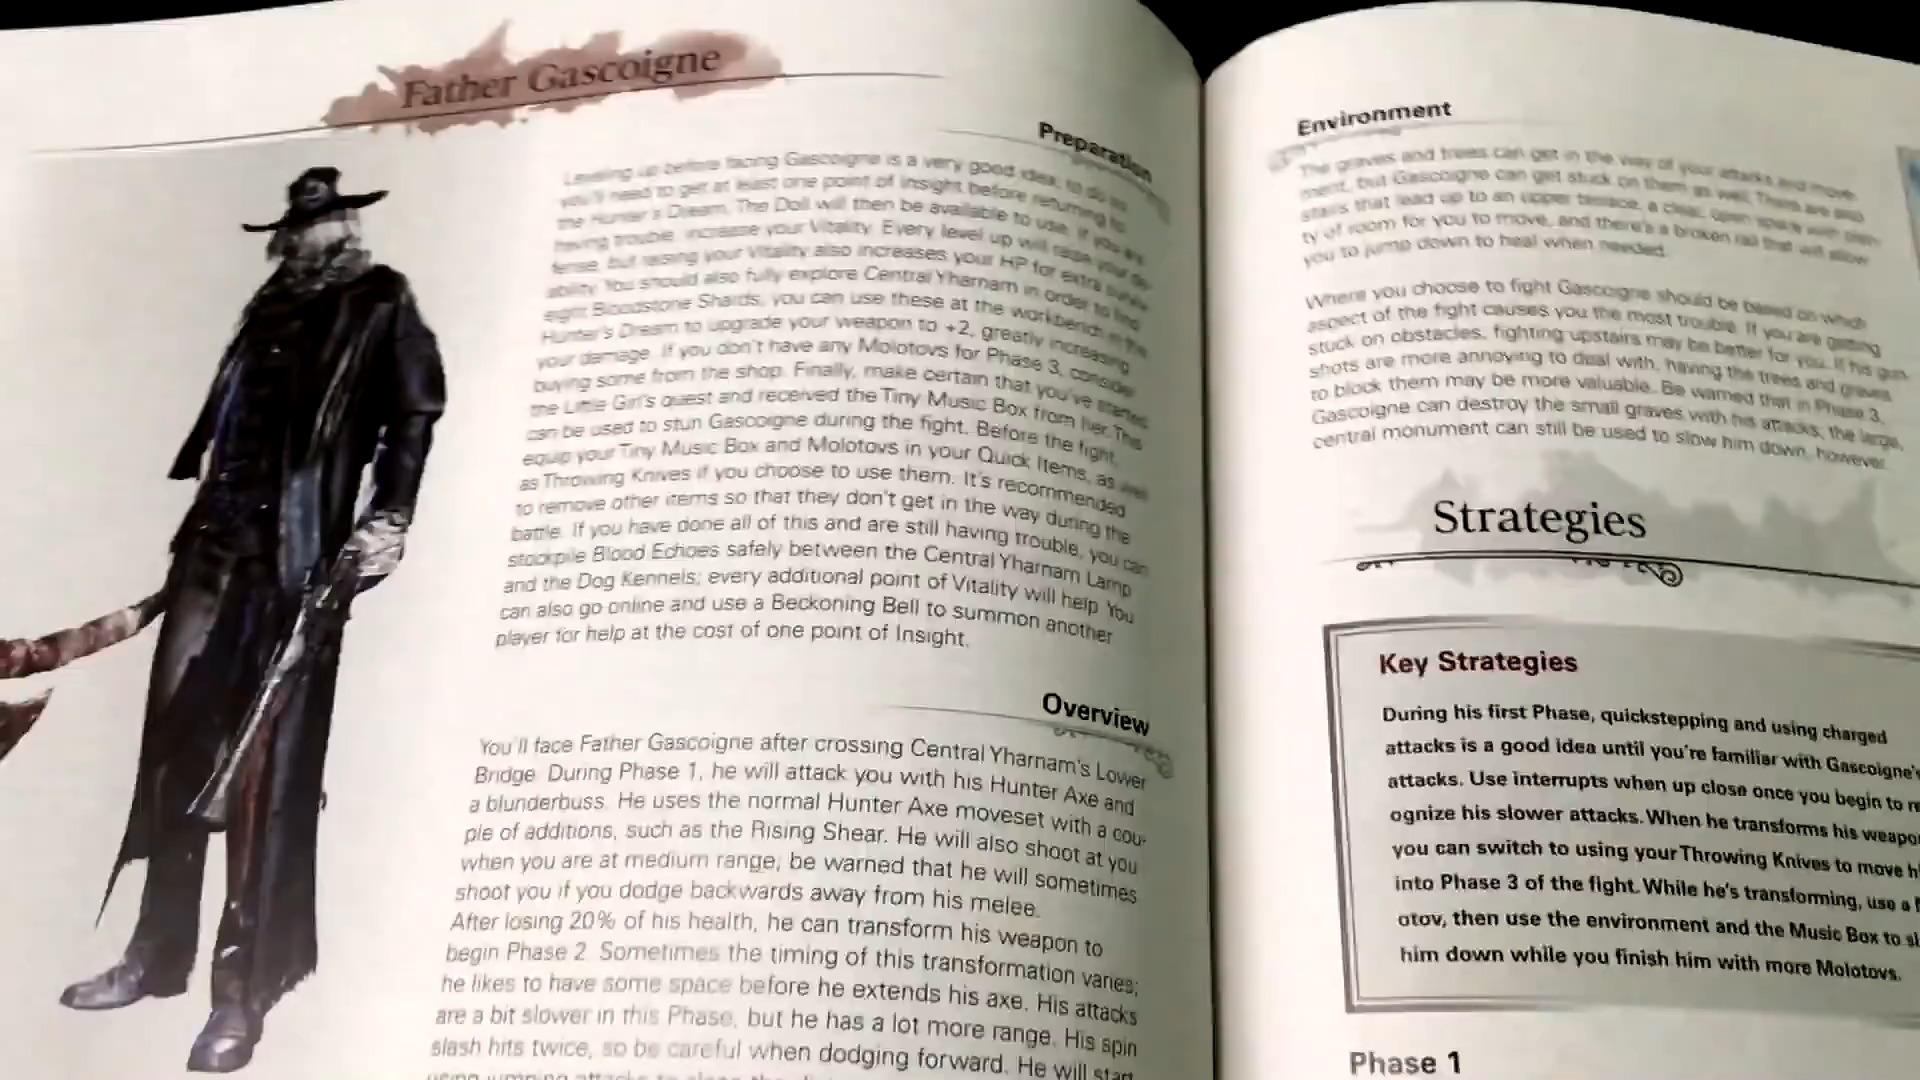 Father Gascoigne
Preparation
Leveling up before facing Gascoigne is a very good idea; to do so
you'll need to get at least one point of Insight before returning to
the Hunter's Dream. The Doll will then be available to use. If you are
having trouble, increase your Vitality. Every level up will raise your de-
fense, but raising your Vitality also increases your HP for extra
ability. You should also fully explore Central Yharnam in order to find
eight Bloodstone Shards; you can use these at the workbench in the
Hunter's Dream to upgrade your weapon to +2, greatly increasing
your damage. If you don't have any Molotovs for Phase 3, consider
buying some from the shop. Finally, make certain that you've started
the Little Girl's quest and received the Tiny Music Box from her. This
can be used to stun Gascoigne during the fight. Before the fight,
equip your Tiny Music Box and Molotovs in your Quick Items, as well
as Throwing Knives if you choose to use them. It's recommended
to remove other items so that they don't get in the way during the
battle. If you have done all of this and are still having trouble, you can
stockpile Blood Echoes safely between the Central Yharnam Lamp
and the Dog Kennels; every additional point of Vitality will help. You
can also go online and use a Beckoning Bell to summon another
player for help at the cost of one point of Insight.
Overview
You'll face Father Gascoigne after crossing Central Yharnam's Lower
Bridge. During Phase 1, he will attack you with his Hunter Axe and
a blunderbuss. He uses the normal Hunter Axe moveset with a cou-
ple of additions, such as the Rising Shear. He will also shoot at you
when you are at medium range; be warned that he will sometimes
shoot you if you dodge backwards away from his melee.
After losing 20% of his health, he can transform his weapon to
begin Phase 2. Sometimes the timing of this transformation varies;
he likes to have some space before he extends his axe. His attacks
are a bit slower in this Phase, but he has a lot more range. His spin
slash hits twice, so be careful when dodging forward. He will start
using jumping attacks to close the
Environment
The graves and trees can get in the way of your attacks and move-
ment, but Gascoigne can get stuck on them as well. There are also
stairs that lead up to an upper terrace, a clear, open space with plen-
ty of room for you to move, and there's a broken rail that will allow
you to jump down to heal when needed.
Where you choose to fight Gascoigne should be based on which
aspect of the fight causes you the most trouble. If you are getting
stuck on obstacles, fighting upstairs may be better for you. If his gun-
shots are more annoying to deal with, having the trees and graves
to block them may be more valuable. Be warned that in Phase 3,
Gascoigne can destroy the small graves with his attacks; the large,
central monument can still be used to slow him down, however.
Strategies
Key Strategies
During his first Phase, quickstepping and using charged
attacks is a good idea until you're familiar with Gascoigne's
attacks. Use interrupts when up close once you begin to
ognize his slower attacks. When he transforms his
you can switch to using your Throwing Knives to move
into Phase 3 of the fight. While he's transforming, use a
otov, then use the environment and the Music Box to
him down while you finish him with more Molotovs.
Phase 1